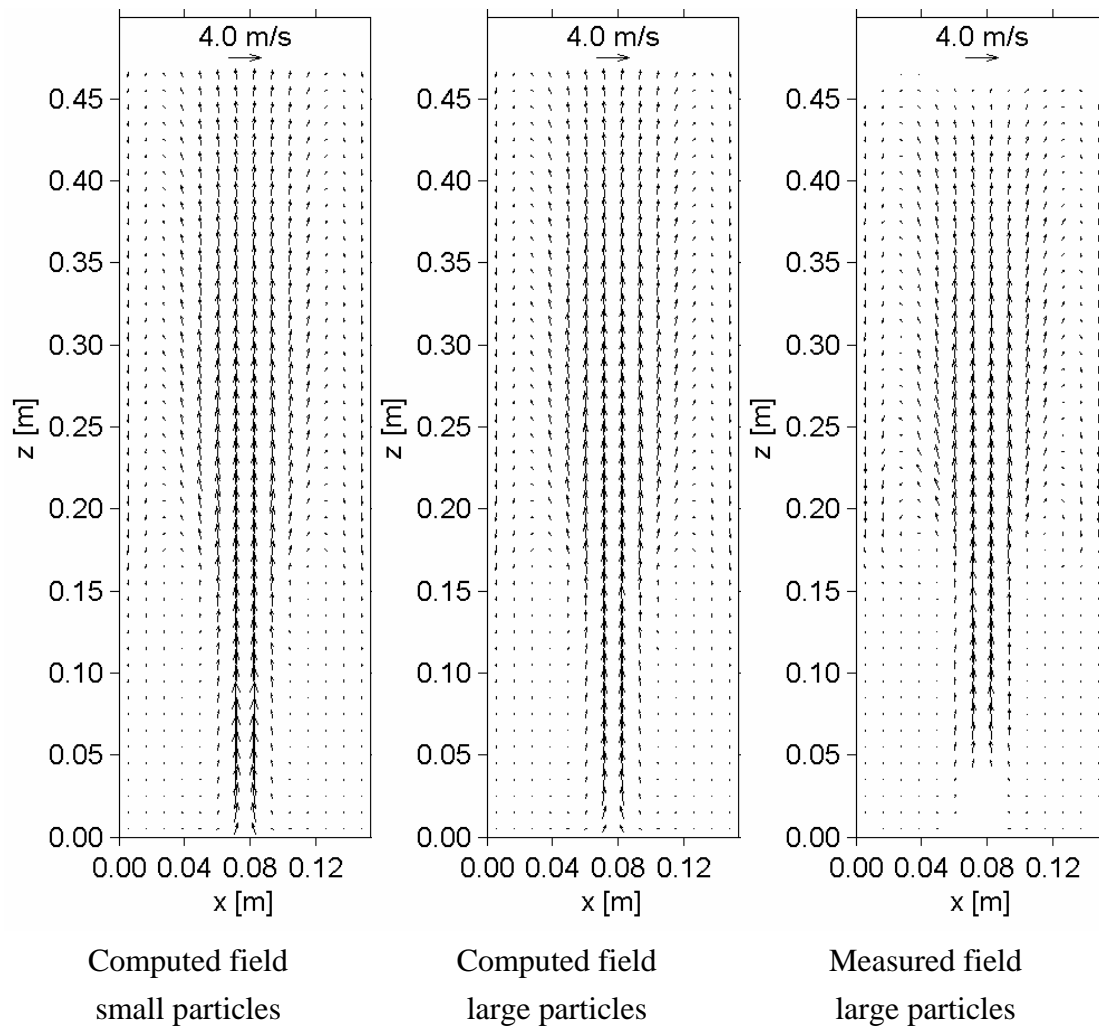 4.0 m/s
0.45
0.40
0.35
0.30
0.25
0.20
0.15
0.10
0.05
0.00
z [m]
0.00 0.04 0.08 0.12
x [m]
Computed field
small particles
4.0 m/s
0.45
0.40
0.35
0.30
0.25
0.20
0.15
0.10
0.05
0.00
z [m]
0.00 0.04 0.08 0.12
x [m]
Computed field
large particles
4.0 m/s
0.45
0.40
0.35
0.30
0.25
0.20
0.15
0.10
0.05
0.00
z [m]
0.00 0.04 0.08 0.12
x [m]
Measured field
large particles